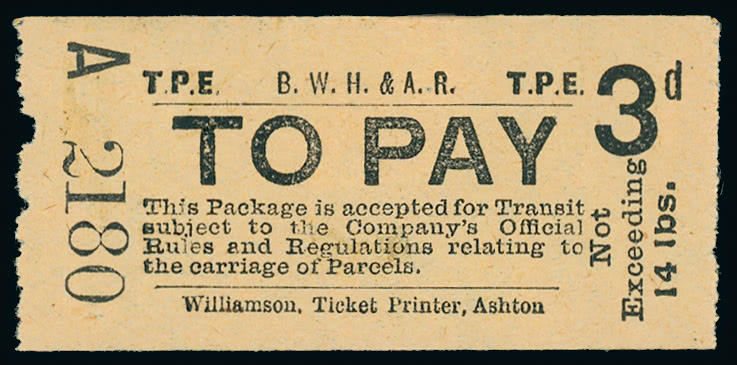 A 2180
T.P.E. B. W. H. & A. R. T.P.E.
TO PAY
This Package is accepted for Transit
subject to the Company's Official
Rules and Regulations relating to
the carriage of Parcels.
Williamson, Ticket Printer, Ashton
3d
Not
Exceeding
14 lbs.